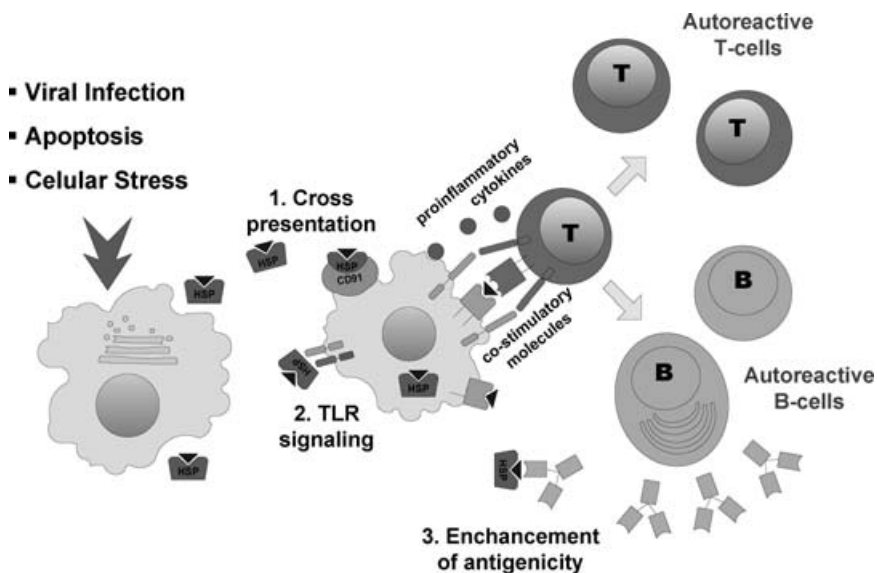 ▪ Viral Infection
▪ Apoptosis
▪ Celular Stress
HSP
HSP
1. Cross
presentation
HSP
HSP
CD91
HSP
2. TLR
signaling
HSP
proinflammatory
cytokines
co-stimulatory
molecules
T
T
T
Autoreactive
T-cells
B
B
Autoreactive
B-cells
HSP
3. Enchancement
of antigenicity